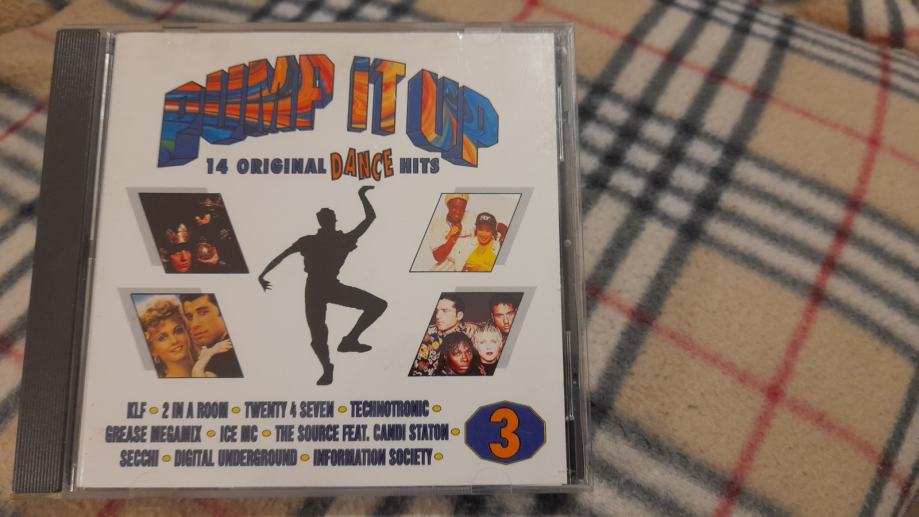 PUMP IT UP
14 ORIGINAL DANCE HITS
KLF • 2 IN A ROOM • TWENTY 4 SEVEN • TECHNOTRONIC •
GREASE MEGAMIX • ICE MC • THE SOURCE FEAT. CANDI STATON •
SECCHI • DIGITAL UNDERGROUND • INFORMATION SOCIETY •
3